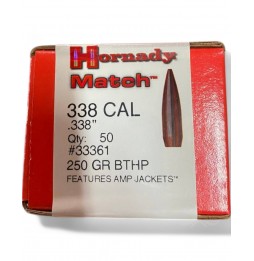 Hornady
Match™
338 CAL
.338"
Qty: 50
#33361
250 GR BTHP
FEATURES AMP JACKETS™